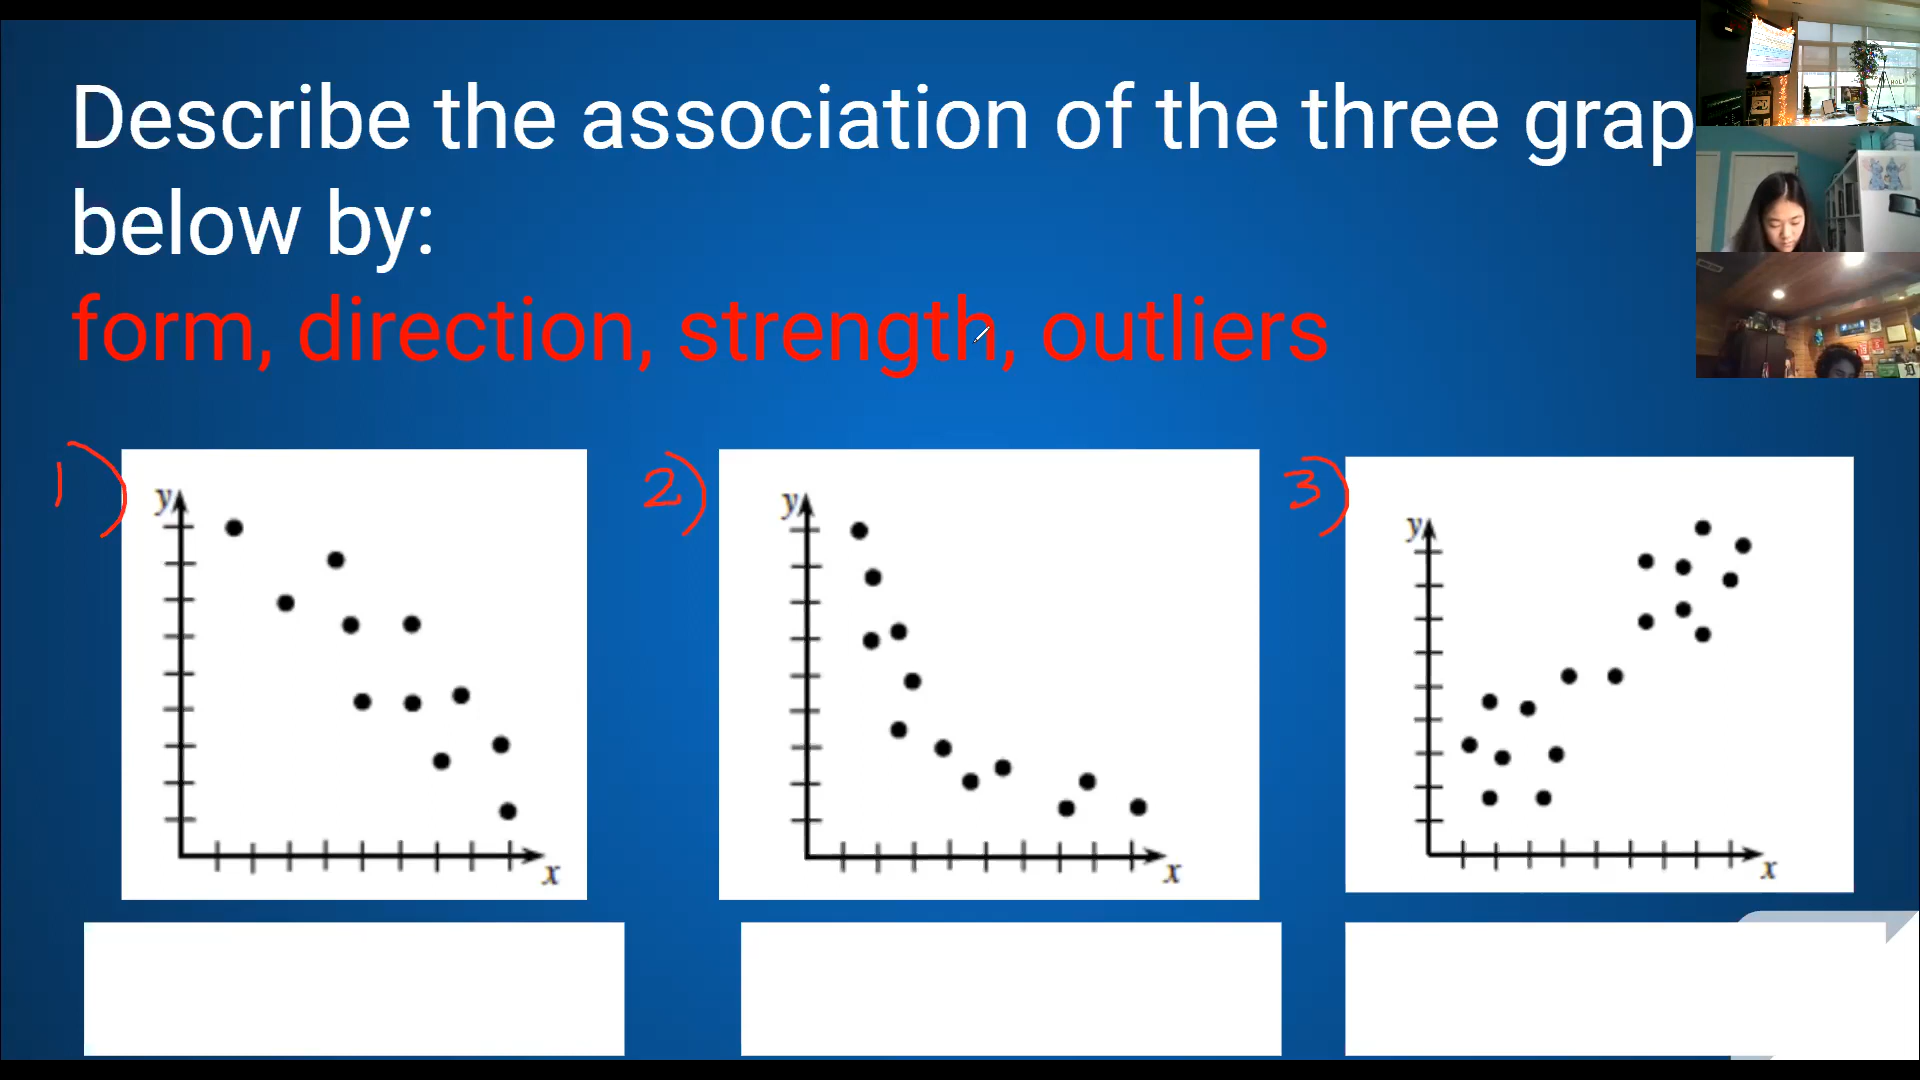 Describe the association of the three grap
below by:
form, direction, strength, outliers
1) 2) 3)
y y y
x x x